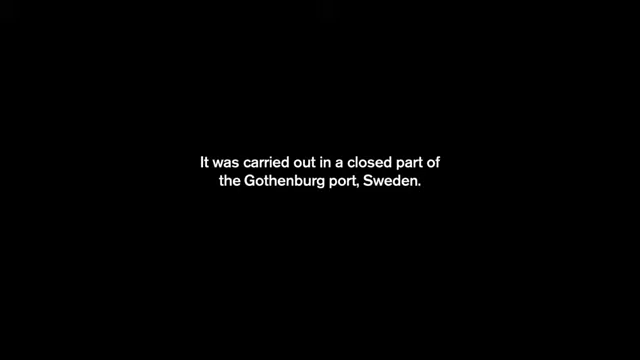 It was carried out in a closed part of
the Gothenburg port, Sweden.